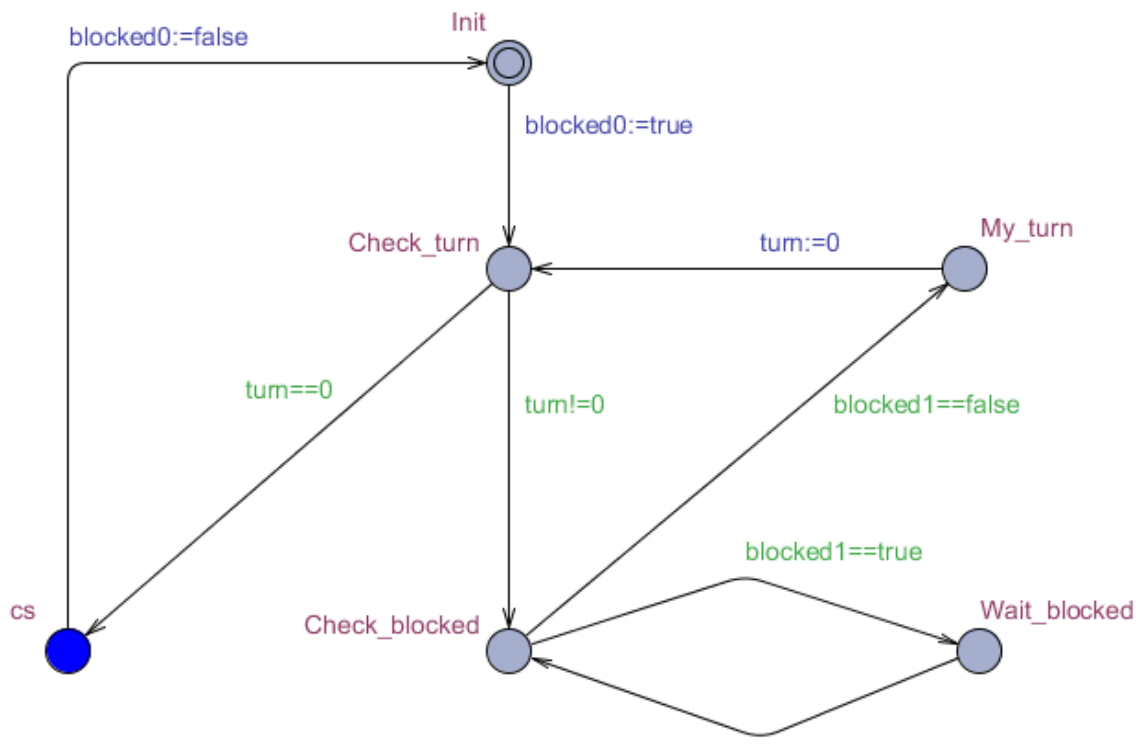 Init
blocked0:=false
blocked0:=true
My_turn
Check_turn
turn:=0
turn==0
turn!=0
blocked1==false
blocked1==true
cs
Check_blocked
Wait_blocked